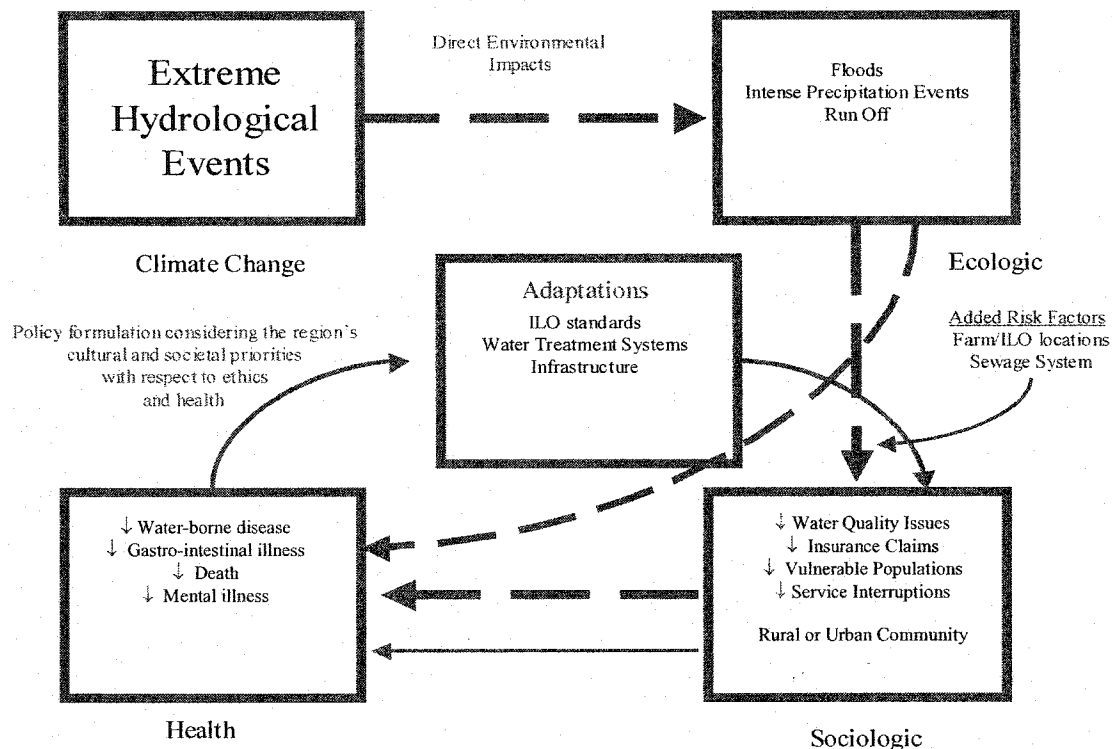 Extreme
Hydrological
Events
Direct Environmental
Impacts
Floods
Intense Precipitation Events
Run Off
Climate Change
Ecologic
Adaptations
ILO standards
Water Treatment Systems
Infrastructure
Policy formulation considering the region's
cultural and societal priorities
with respect to ethics
and health
Added Risk Factors
Farm/ILO locations
Sewage System
↓ Water-borne disease
↓ Gastro-intestinal illness
↓ Death
↓ Mental illness
↓ Water Quality Issues
↓ Insurance Claims
↓ Vulnerable Populations
↓ Service Interruptions
Rural or Urban Community
Health
Sociologic